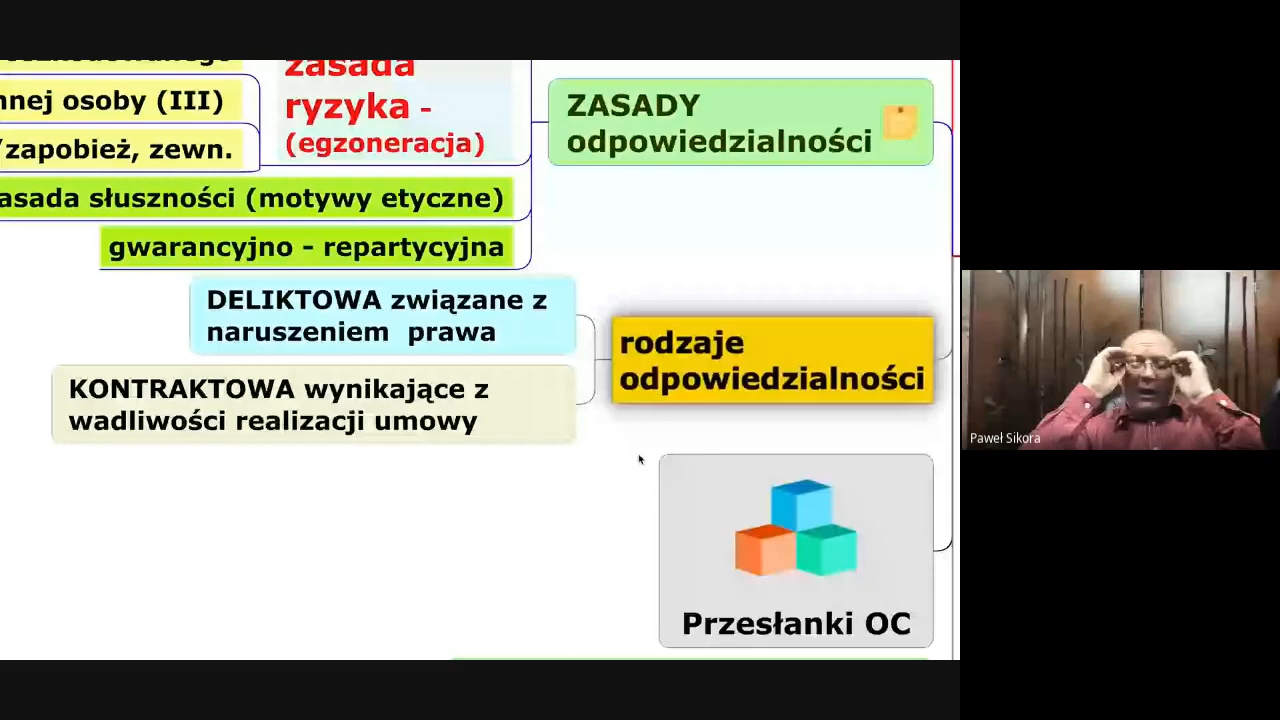 zasada
ryzyka -
(egzoneracja)
nnej osoby (III)
zapobież, zewn.
asada słuszności (motywy etyczne)
gwarancyjno - repartycyjna
ZASADY
odpowiedzialności
DELIKTOWA związane z
naruszeniem prawa
KONTRAKTOWA wynikające z
wadliwości realizacji umowy
rodzaje
odpowiedzialności
Przesłanki OC
Paweł Sikora